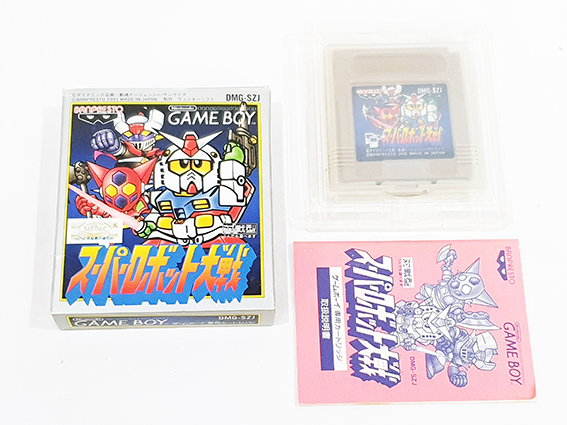 DMG-SZJ
BANPRESTO
Nintendo
GAME BOY
スーパーロボット大戦
GAME BOY
DMG-SZJ
DMG-SZJ
スーパーロボット大戦
BANPRESTO
スーパーロボット大戦
ゲームボーイ専用カートリッジ
取扱説明書
DMG-SZJ
GAME BOY